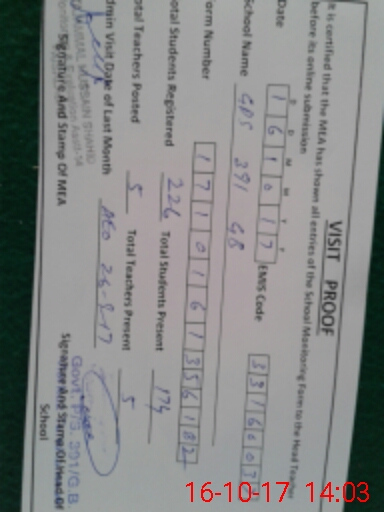 VISIT PROOF
It is certified that the MEA has shown all entries of the School Monitoring Form to the Head Teacher
before its online submission
D D M M Y Y
Date 1 6 1 0 1 7 EMIS Code 3 3 1 6 0 0 3
School Name GPS 391 GB
Form Number 1 7 1 0 1 6 1 3 5 6 1 8 2
Total Students Registered 226 Total Students Present 174
Total Teachers Posted 5 Total Teachers Present 5
Admin Visit Date of Last Month AEO 26-9-17
Signature And Stamp Of MEA
Signature And Stamp Of Head Of
School
Govt. P/S. 391/G.B
16-10-17 14:03